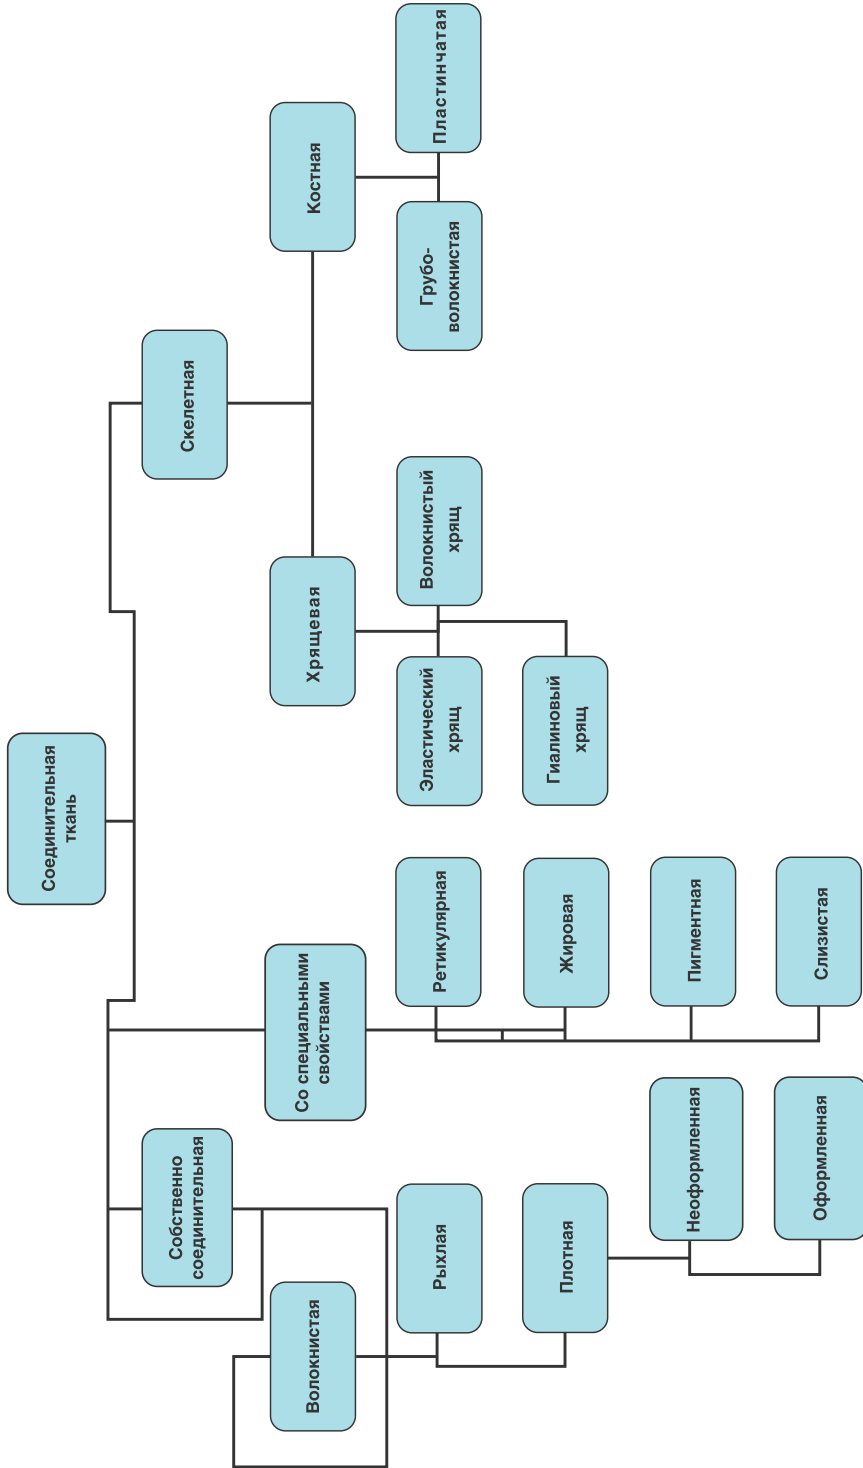 Соединительная
ткань
Собственно
соединительная
Со специальными
свойствами
Скелетная
Волокнистая
Хрящевая
Костная
Рыхлая
Плотная
Неоформленная
Оформленная
Ретикулярная
Жировая
Пигментная
Слизистая
Эластический
хрящ
Волокнистый
хрящ
Гиалиновый
хрящ
Грубо-
волокнистая
Пластинчатая